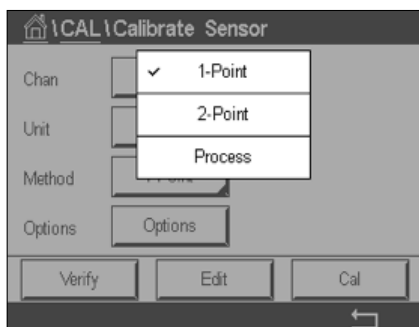 \CAL\Calibrate Sensor
Chan
1-Point
2-Point
Unit
Process
Method
Options
Options
Verify
Edit
Cal